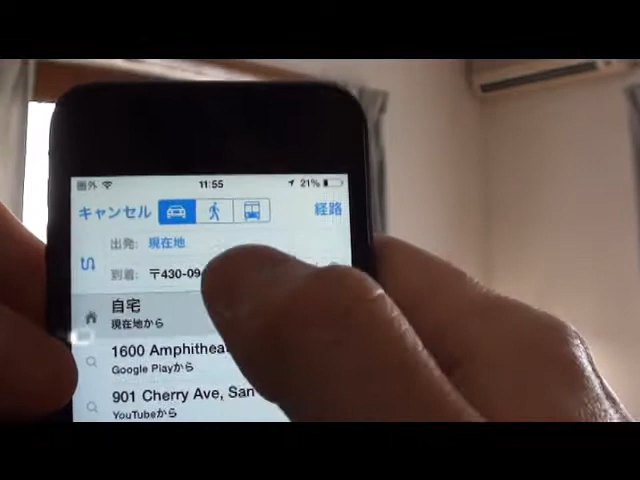 圏外 11:55 21%
キャンセル 経路
出発: 現在地
到着: 〒430-09
自宅
現在地から
1600 Amphithea
Google Playから
901 Cherry Ave, San
YouTubeから